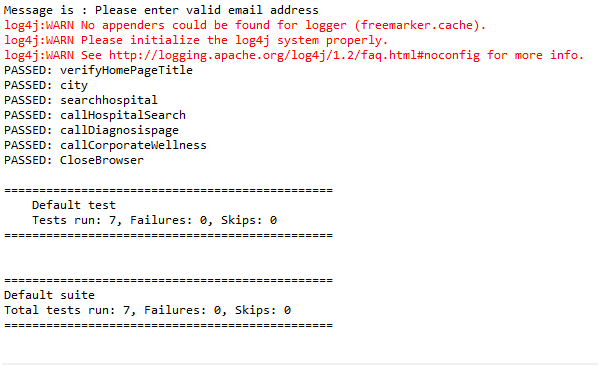 Message is : Please enter valid email address
log4j:WARN No appenders could be found for logger (freemarker.cache).
log4j:WARN Please initialize the log4j system properly.
log4j:WARN See http://logging.apache.org/log4j/1.2/faq.html#noconfig for more info.
PASSED: verifyHomePageTitle
PASSED: city
PASSED: searchhospital
PASSED: callHospitalSearch
PASSED: callDiagnosispage
PASSED: callCorporateWellness
PASSED: CloseBrowser
===============================================
    Default test
    Tests run: 7, Failures: 0, Skips: 0
===============================================
===============================================
Default suite
Total tests run: 7, Failures: 0, Skips: 0
===============================================